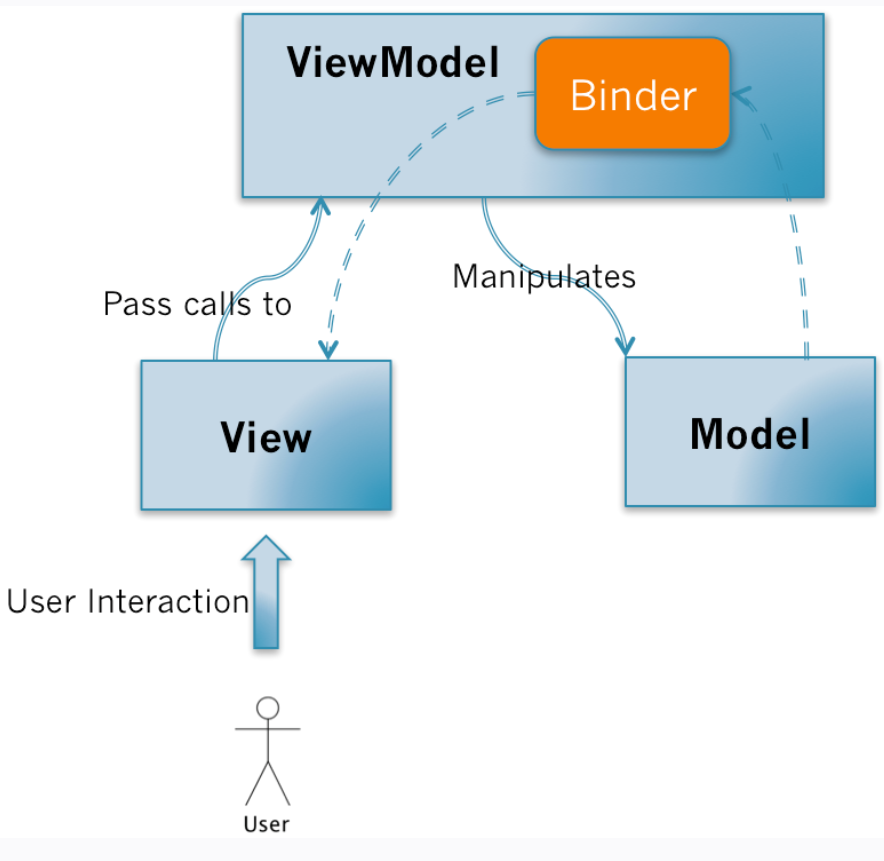 ViewModel
Binder
Pass calls to
Manipulates
View
Model
User Interaction
User